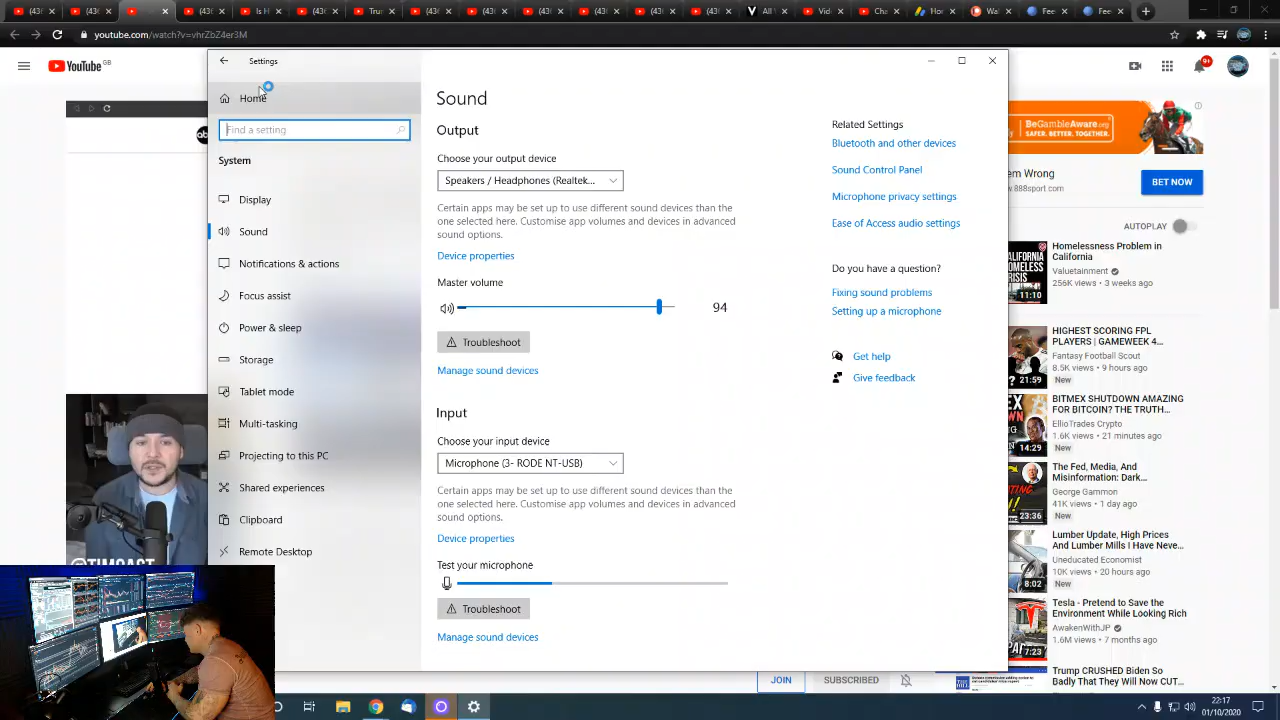 youtube.com/watch?v=vhrZbZ4er3M
YouTube GB
9+
Settings
Home
Find a setting
System
Display
Sound
Notifications & actions
Focus assist
Power & sleep
Storage
Tablet mode
Multi-tasking
Projecting to this
Shared experiences
Clipboard
Remote Desktop
Sound
Output
Choose your output device
Speakers / Headphones (Realtek...
Certain apps may be set up to use different sound devices than the
one selected here. Customise app volumes and devices in advanced
sound options.
Device properties
Master volume
94
Troubleshoot
Manage sound devices
Input
Choose your input device
Microphone (3- RODE NT-USB)
Certain apps may be set up to use different sound devices than the
one selected here. Customise app volumes and devices in advanced
sound options.
Device properties
Test your microphone
Troubleshoot
Manage sound devices
Related Settings
Bluetooth and other devices
Sound Control Panel
Microphone privacy settings
Ease of Access audio settings
Do you have a question?
Fixing sound problems
Setting up a microphone
Get help
Give feedback
BeGambleAware.org
SAFER. BETTER. TOGETHER.
em Wrong
www.888sport.com
BET NOW
AUTOPLAY
Homelessness Problem in
California
Valuetainment
256K views • 3 weeks ago
11:10
HIGHEST SCORING FPL
PLAYERS | GAMEWEEK 4...
Fantasy Football Scout
8.5K views • 9 hours ago
New
21:59
BITMEX SHUTDOWN AMAZING
FOR BITCOIN? THE TRUTH...
EllioTrades Crypto
1.6K views • 21 minutes ago
New
14:29
The Fed, Media, And
Misinformation: Dark...
George Gammon
41K views • 1 day ago
New
23:36
Lumber Update, High Prices
And Lumber Mills I Have Neve...
Uneducated Economist
10K views • 20 hours ago
New
8:02
Tesla - Pretend to Save the
Environment While Looking Rich
AwakenWithJP
1.6M views • 7 months ago
7:23
Trump CRUSHED Biden So
Badly That They Will Now CUT...
@TIMCAST
JOIN
SUBSCRIBED
22:17
01/10/2020